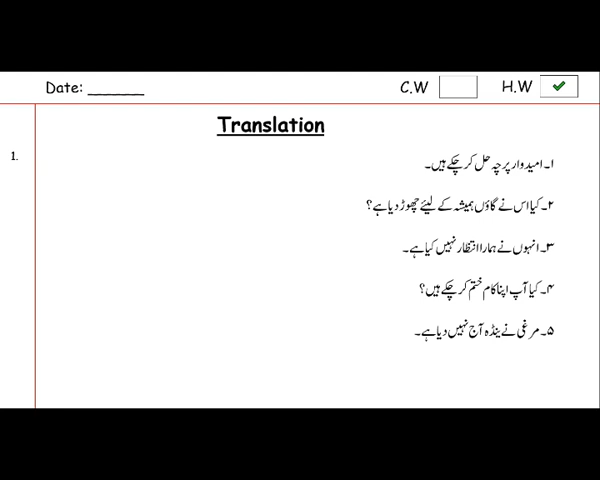 Date: ______
C.W
H.W
Translation
1.
۱۔ امیدوار پرچہ حل کر چکے ہیں۔
۲۔ کیا اس نے گاؤں ہمیشہ کے لیئے چھوڑ دیا ہے؟
۳۔ انہوں نے ہمارا انتظار نہیں کیا ہے۔
۴۔ کیا آپ اپنا کام ختم کر چکے ہیں؟
۵۔ مرغی نے ینڈہ آج نہیں دیا ہے۔